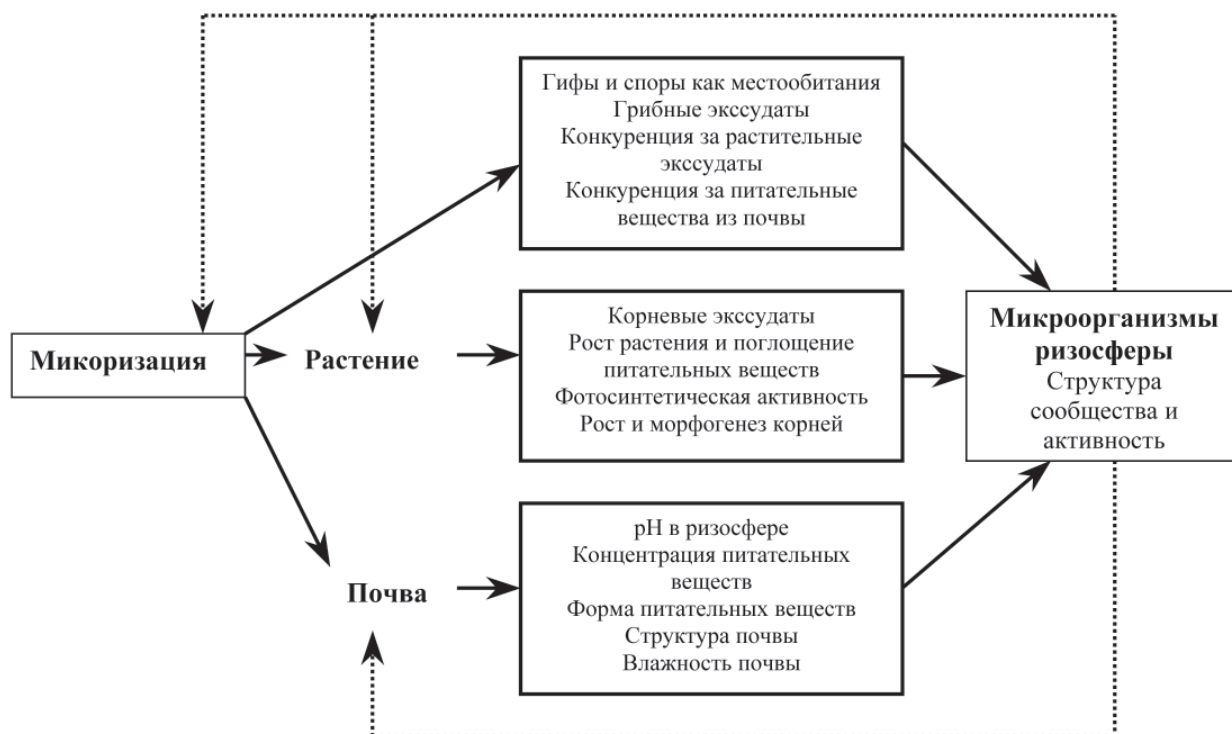 Гифы и споры как местообитания
Грибные экссудаты
Конкуренция за растительные
экссудаты
Конкуренция за питательные
вещества из почвы
Микоризация
Растение
Корневые экссудаты
Рост растения и поглощение
питательных веществ
Фотосинтетическая активность
Рост и морфогенез корней
Микроорганизмы
ризосферы
Структура
сообщества и
активность
Почва
pH в ризосфере
Концентрация питательных
веществ
Форма питательных веществ
Структура почвы
Влажность почвы